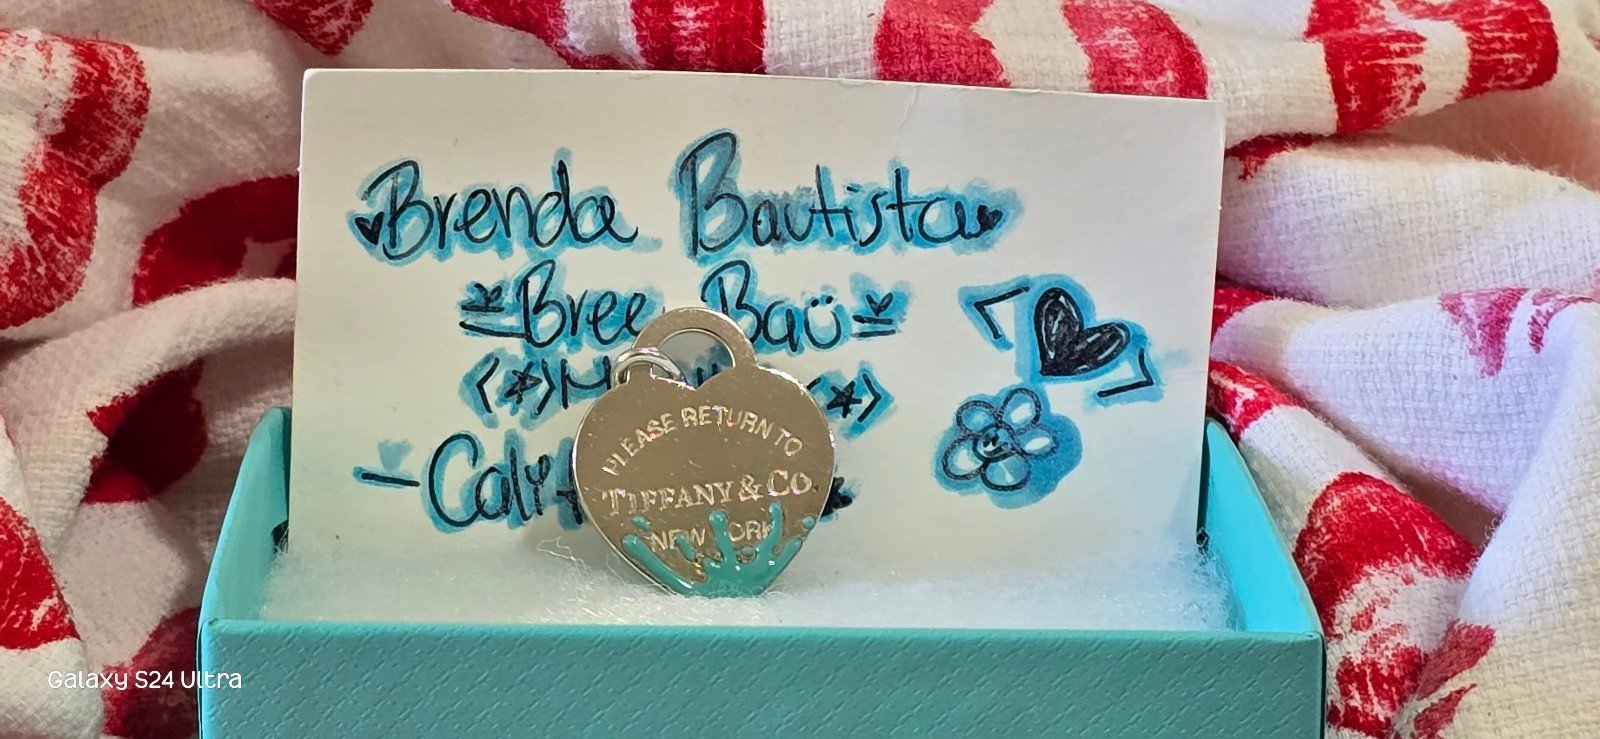 Brenda Bautista
Bree Baü
PLEASE RETURN TO
TIFFANY & CO.
NEW YORK
Galaxy S24 Ultra